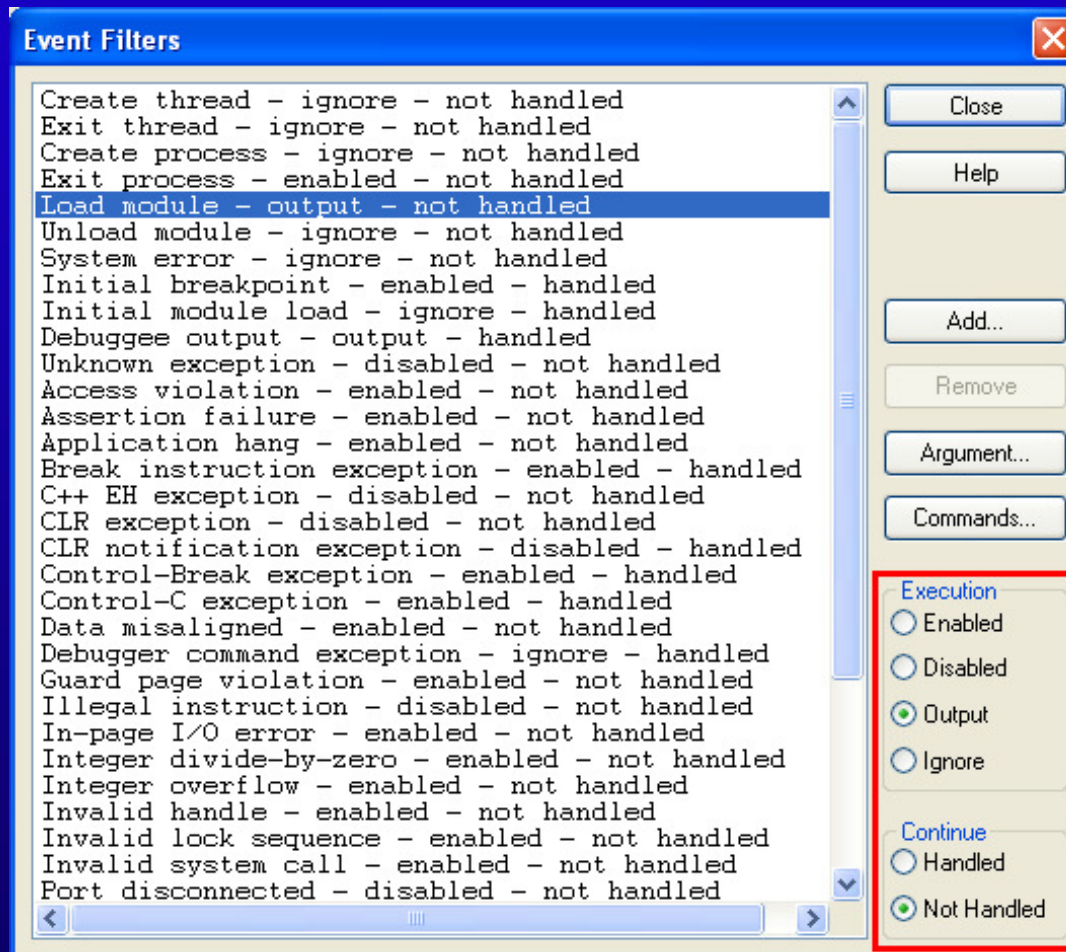 Event Filters
Create thread - ignore - not handled
Exit thread - ignore - not handled
Create process - ignore - not handled
Exit process - enabled - not handled
Load module - output - not handled
Unload module - ignore - not handled
System error - ignore - not handled
Initial breakpoint - enabled - handled
Initial module load - ignore - handled
Debuggee output - output - handled
Unknown exception - disabled - not handled
Access violation - enabled - not handled
Assertion failure - enabled - not handled
Application hang - enabled - not handled
Break instruction exception - enabled - handled
C++ EH exception - disabled - not handled
CLR exception - disabled - not handled
CLR notification exception - disabled - handled
Control-Break exception - enabled - handled
Control-C exception - enabled - handled
Data misaligned - enabled - not handled
Debugger command exception - ignore - handled
Guard page violation - enabled - not handled
Illegal instruction - disabled - not handled
In-page I/O error - enabled - not handled
Integer divide-by-zero - enabled - not handled
Integer overflow - enabled - not handled
Invalid handle - enabled - not handled
Invalid lock sequence - enabled - not handled
Invalid system call - enabled - not handled
Port disconnected - disabled - not handled
Close
Help
Add...
Remove
Argument...
Commands...
Execution
Enabled
Disabled
Output
Ignore
Continue
Handled
Not Handled